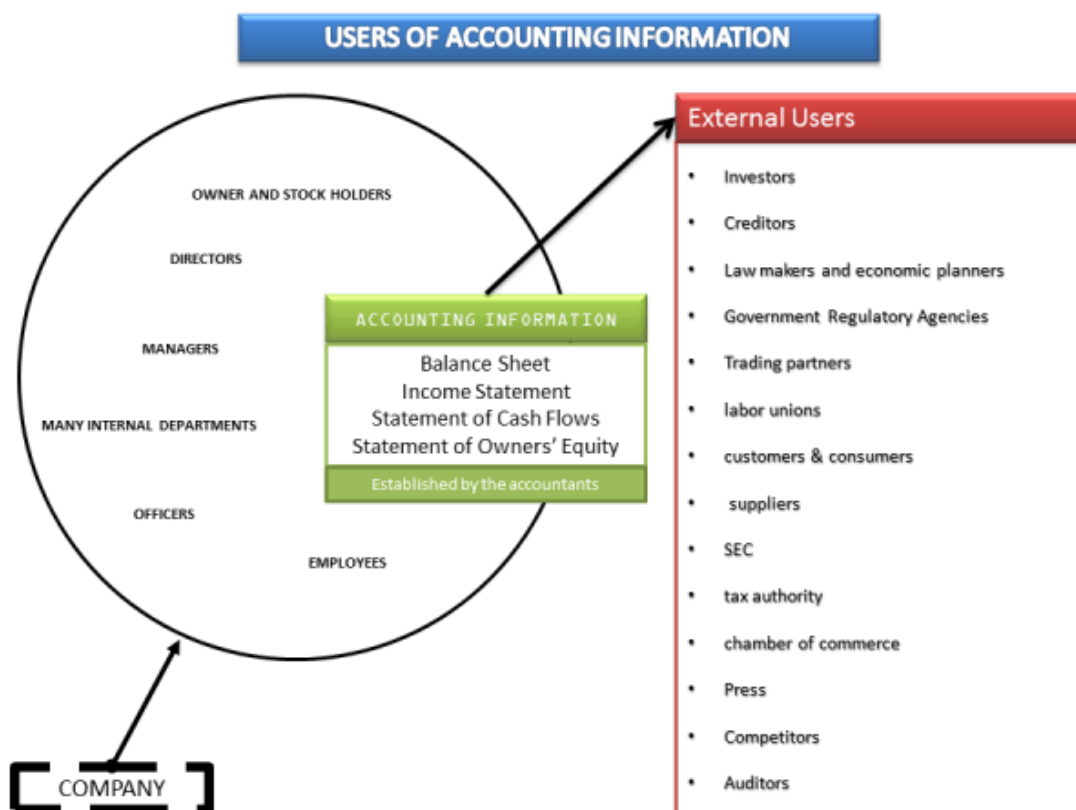 USERS OF ACCOUNTING INFORMATION
OWNER AND STOCK HOLDERS
DIRECTORS
MANAGERS
MANY INTERNAL DEPARTMENTS
OFFICERS
EMPLOYEES
ACCOUNTING INFORMATION
Balance Sheet
Income Statement
Statement of Cash Flows
Statement of Owners’ Equity
Established by the accountants
COMPANY
External Users
• Investors
• Creditors
• Law makers and economic planners
• Government Regulatory Agencies
• Trading partners
• labor unions
• customers & consumers
• suppliers
• SEC
• tax authority
• chamber of commerce
• Press
• Competitors
• Auditors